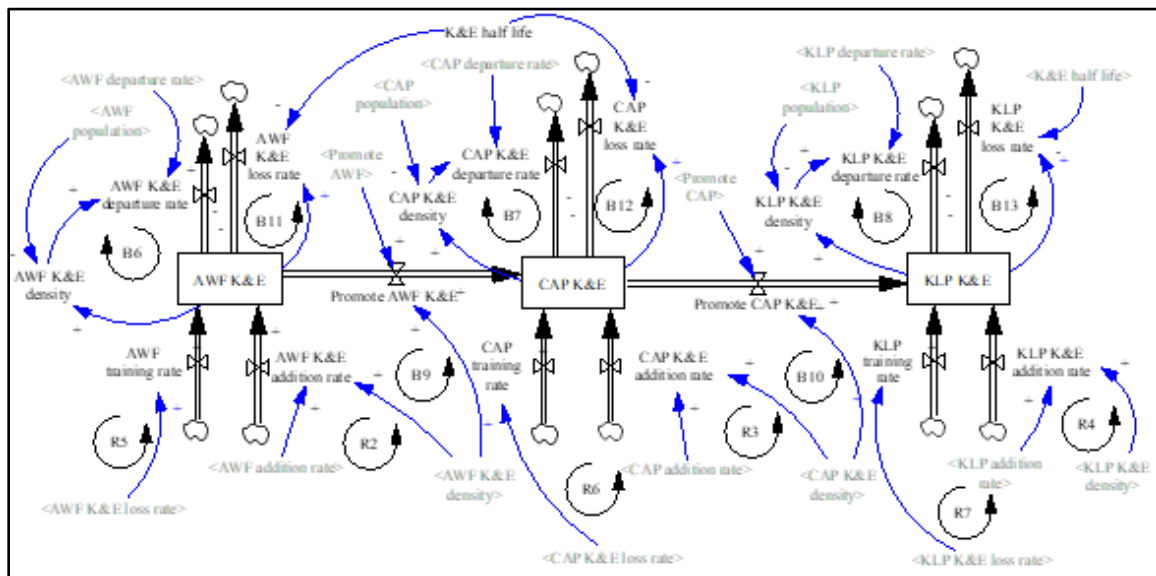 K&E half life
<AWF departure rate>
<AWF
population>
<CAP departure rate>
<CAP
population>
<KLP departure rate>
<KLP
population>
<K&E half life>
AWF
K&E
loss rate
CAP
K&E
loss rate
KLP
K&E
loss rate
<Promote
AWF>
<Promote
CAP>
AWF K&E
departure rate
CAP K&E
departure rate
KLP K&E
departure rate
CAP K&E
density
KLP K&E
density
B6
B11
B7
B12
B8
B13
AWF K&E
density
AWF K&E
CAP K&E
KLP K&E
Promote AWF K&E
Promote CAP K&E
AWF
training rate
AWF K&E
addition rate
CAP
training rate
CAP K&E
addition rate
KLP
training rate
KLP K&E
addition rate
B9
B10
R5
R2
R6
R3
R7
R4
<AWF addition rate>
<AWF K&E
density>
<CAP addition rate>
<CAP K&E
density>
<KLP addition
rate>
<KLP K&E
density>
<AWF K&E loss rate>
<CAP K&E loss rate>
<KLP K&E loss rate>